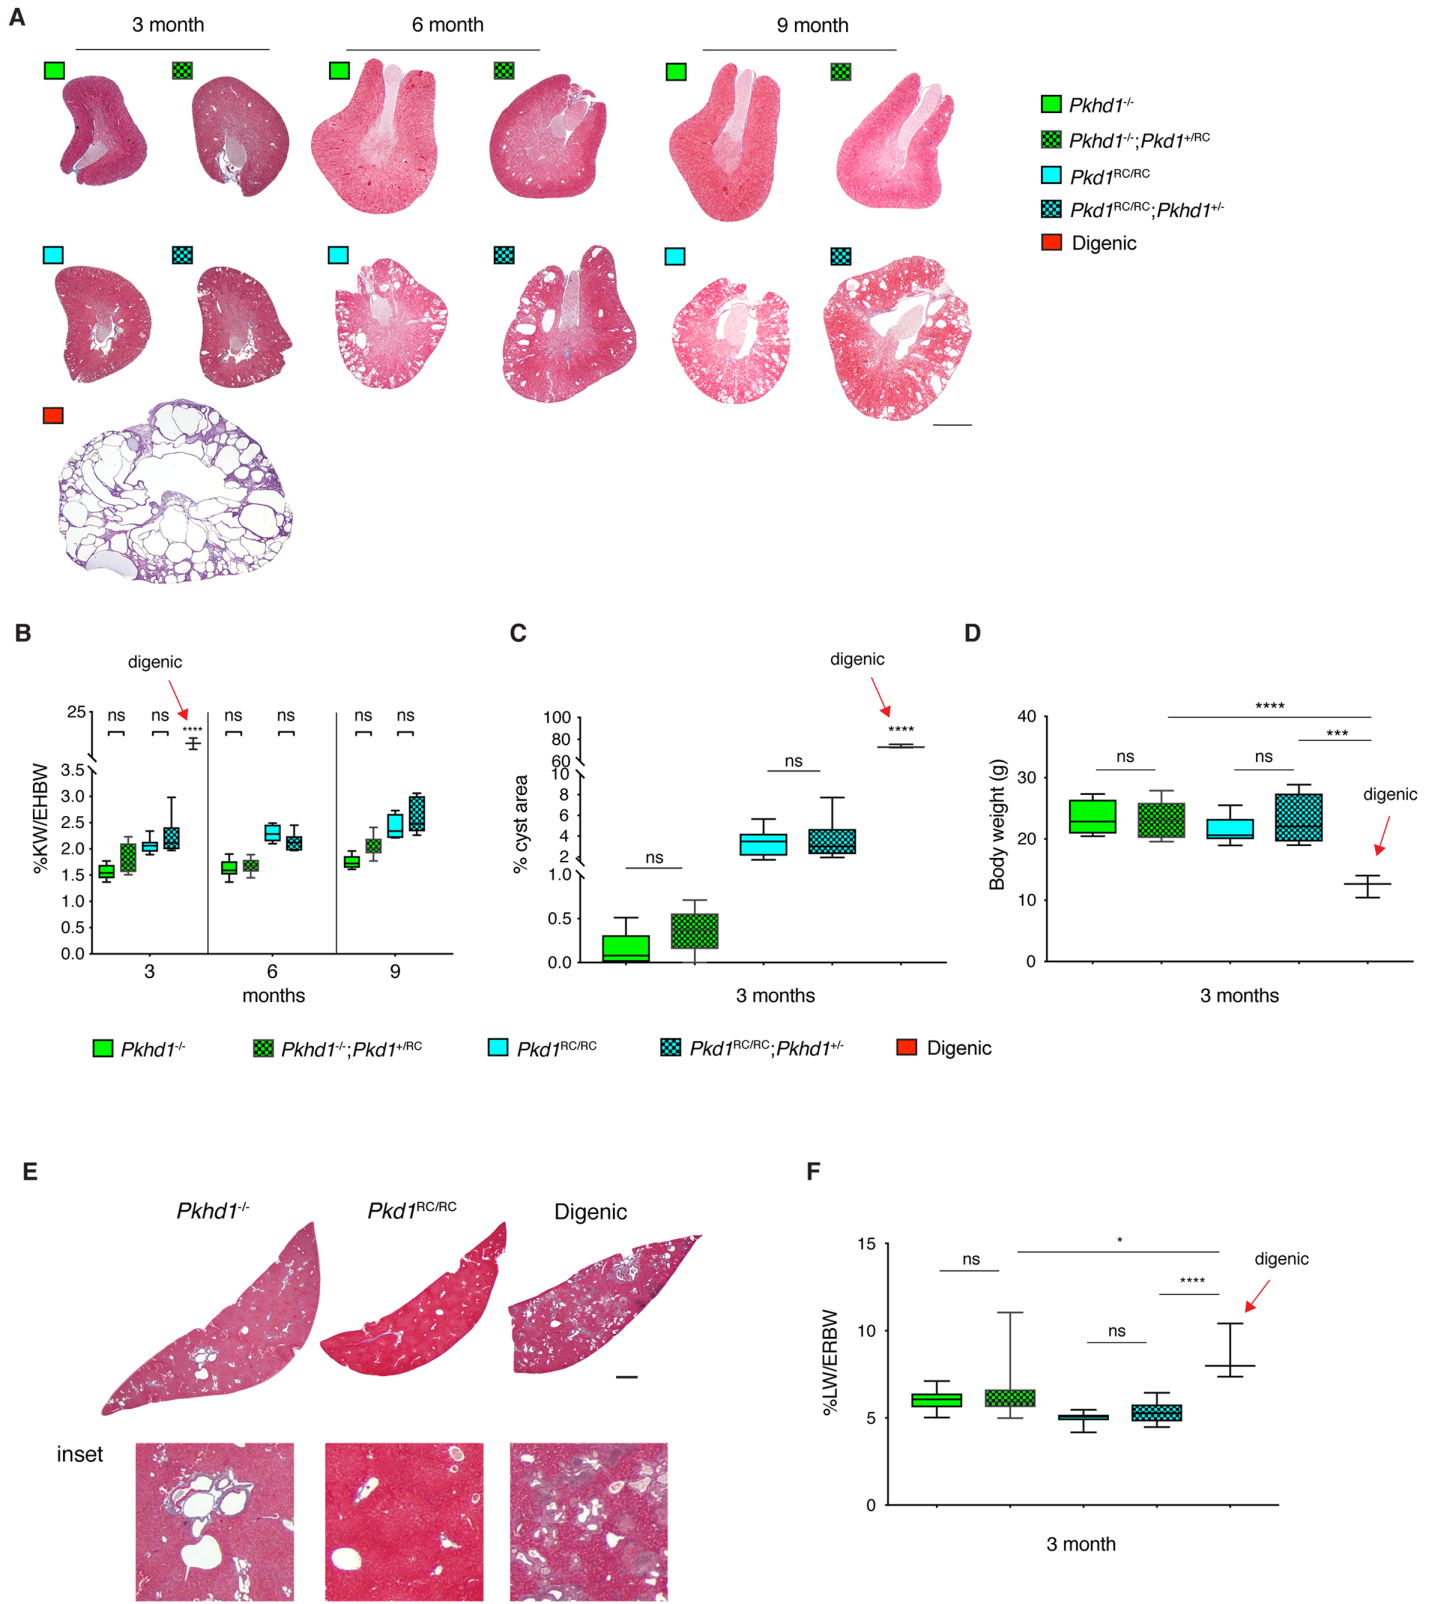 A
3 month
6 month
9 month
Pkhd1-/-
Pkhd1-/-;Pkd1+/RC
Pkd1RC/RC
Pkd1RC/RC;Pkhd1+/-
Digenic
B
digenic
ns
ns
****
ns
ns
ns
ns
25
3.5
3.0
2.5
2.0
1.5
1.0
0.5
0.0
%KW/EHBW
3
6
9
months
C
digenic
****
ns
ns
100
80
60
10
8
6
4
2
1.0
0.5
0.0
% cyst area
3 months
D
****
***
ns
ns
digenic
40
30
20
10
0
Body weight (g)
3 months
Pkhd1-/-
Pkhd1-/-;Pkd1+/RC
Pkd1RC/RC
Pkd1RC/RC;Pkhd1+/-
Digenic
E
Pkhd1-/-
Pkd1RC/RC
Digenic
inset
F
*
ns
****
ns
digenic
15
10
5
0
%LW/ERBW
3 month